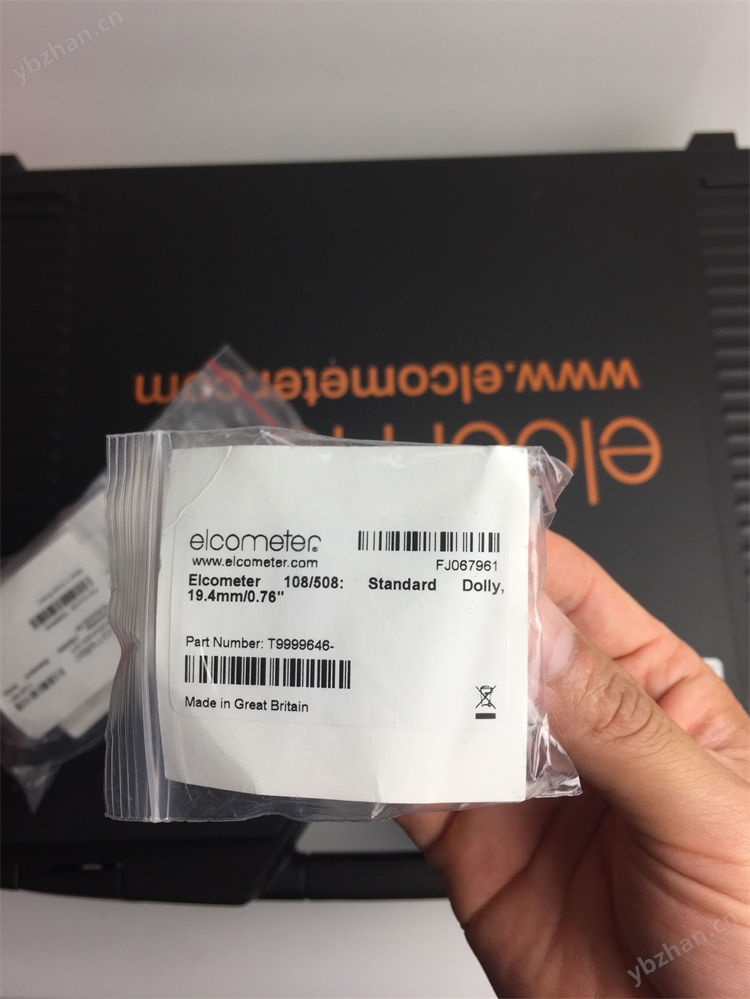 ybzhan.cn
www.elcometer.com
elcometer
www.elcometer.com
FJ067961
Elcometer 108/508: Standard Dolly,
19.4mm/0.76"
Part Number: T9999646-
Made in Great Britain
ybzhan.cn